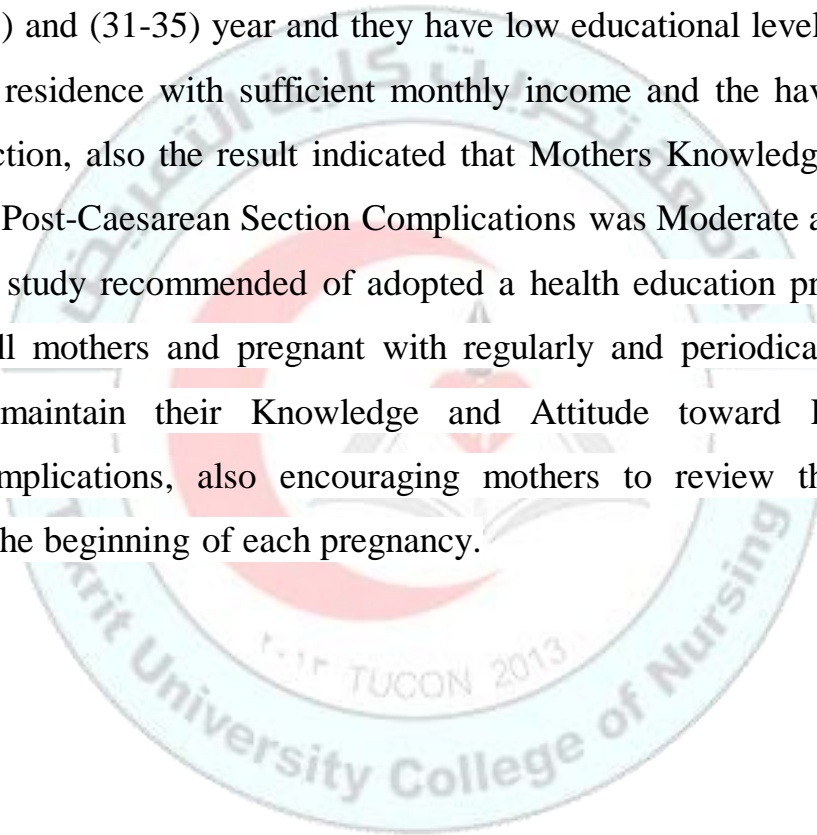 ) and (31-35) year and they have low educational level
residence with sufficient monthly income and the hav
ction, also the result indicated that Mothers Knowledg
Post-Caesarean Section Complications was Moderate a
study recommended of adopted a health education pr
ll mothers and pregnant with regularly and periodica
maintain their Knowledge and Attitude toward
mplications, also encouraging mothers to review th
he beginning of each pregnancy.
٢٠١٣ TUCON 2013
Tikrit University College of Nursing